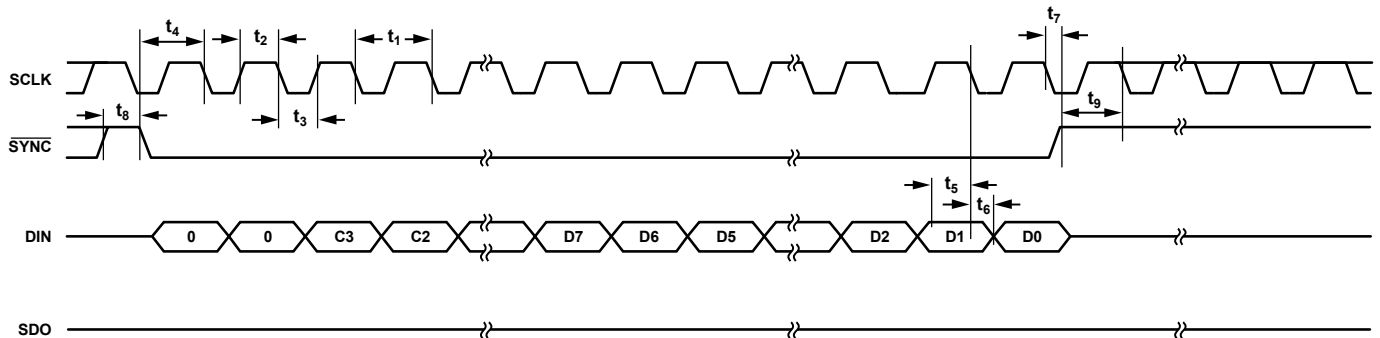 t7
t4 t2 t1
SCLK
t8 t3 t9
SYNC
t5
t6
DIN 0 0 C3 C2 D7 D6 D5 D2 D1 D0
SDO